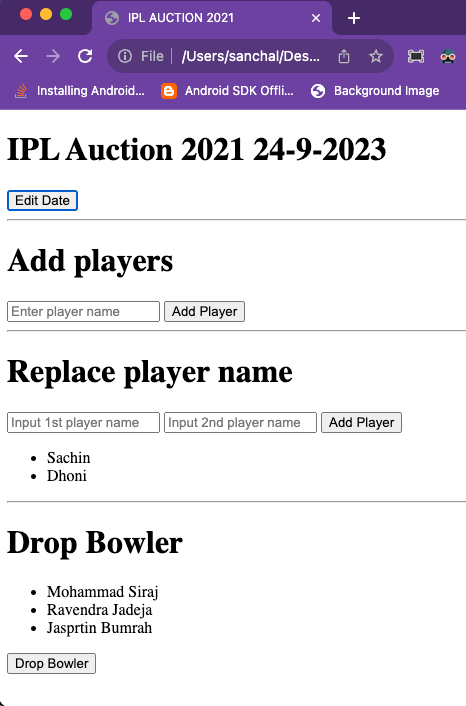 IPL AUCTION 2021
File /Users/sanchal/Des...
Installing Android... Android SDK Offli... Background Image
IPL Auction 2021 24-9-2023
Edit Date
Add players
Enter player name Add Player
Replace player name
Input 1st player name Input 2nd player name Add Player
Sachin
Dhoni
Drop Bowler
Mohammad Siraj
Ravendra Jadeja
Jasprtin Bumrah
Drop Bowler